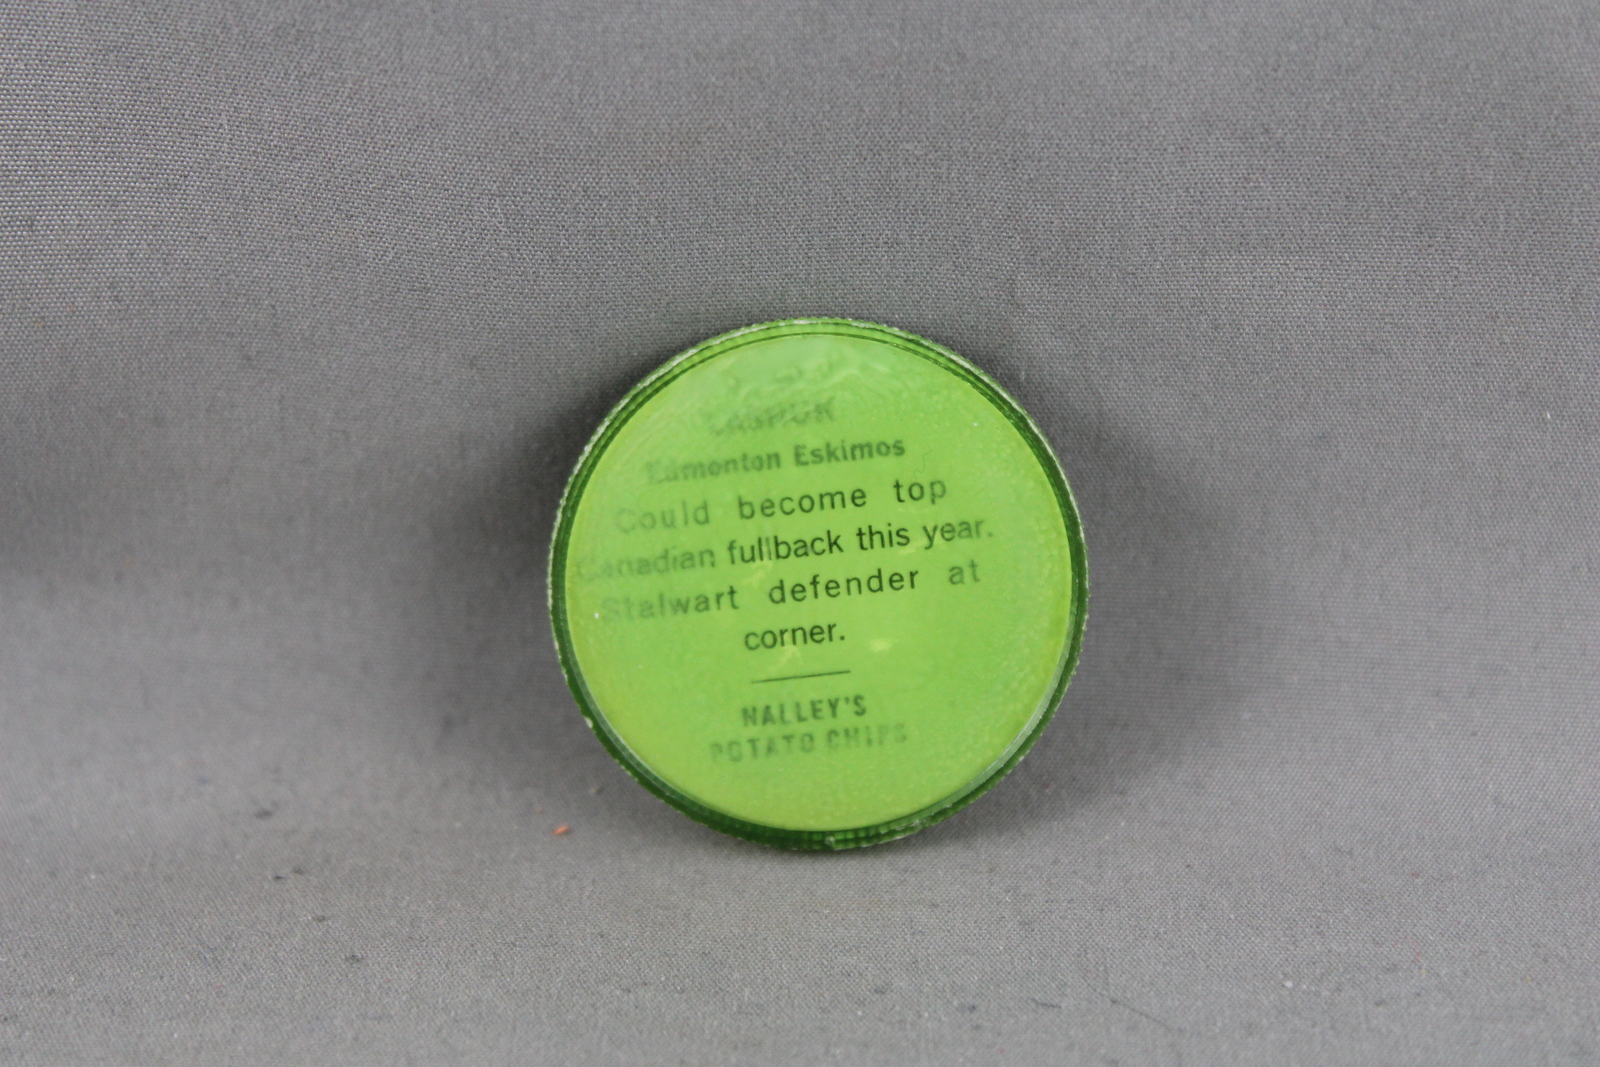 Edmonton Eskimos
Could become top
Canadian fullback this year.
Stalwart defender at
corner.
NALLEY'S
POTATO CHIPS